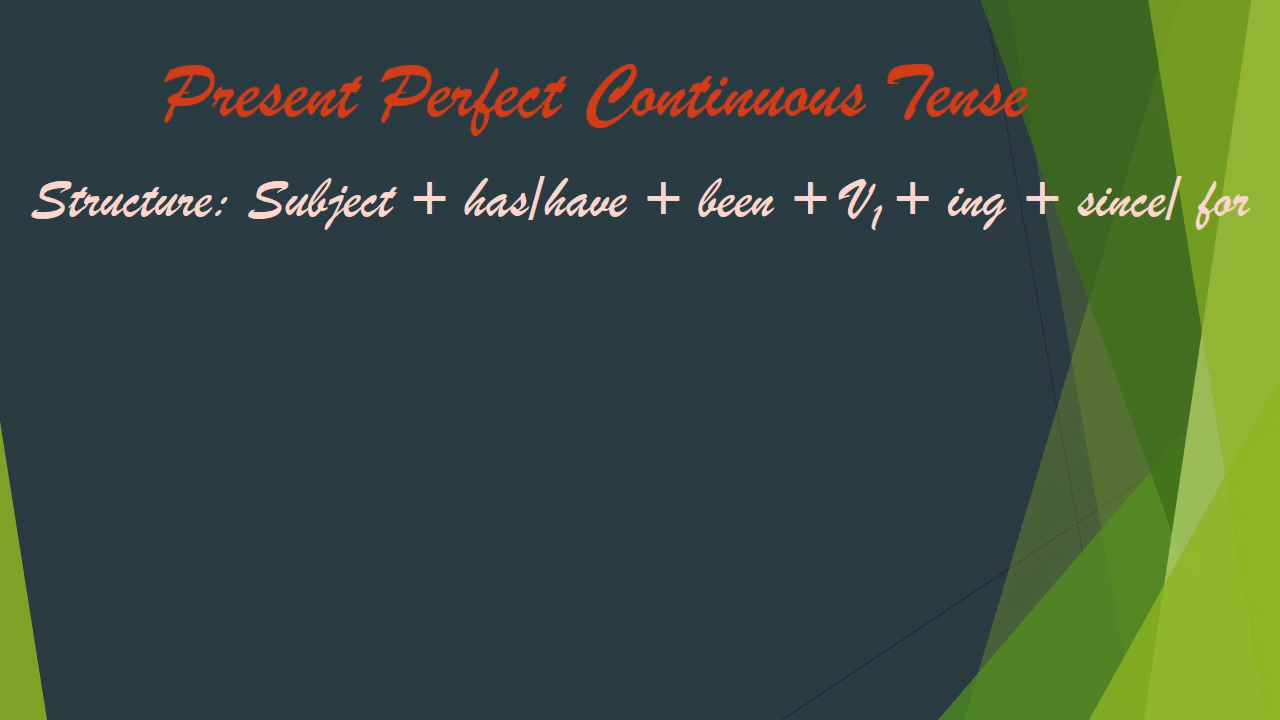 Present Perfect Continuous Tense
Structure: Subject + has/have + been + V₁ + ing + since/ for